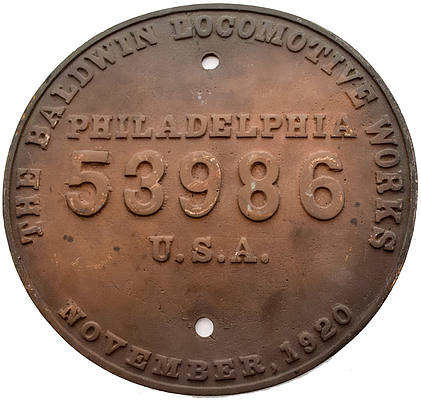 THE BALDWIN LOCOMOTIVE WORKS
PHILADELPHIA
53986
U.S.A.
NOVEMBER, 1920